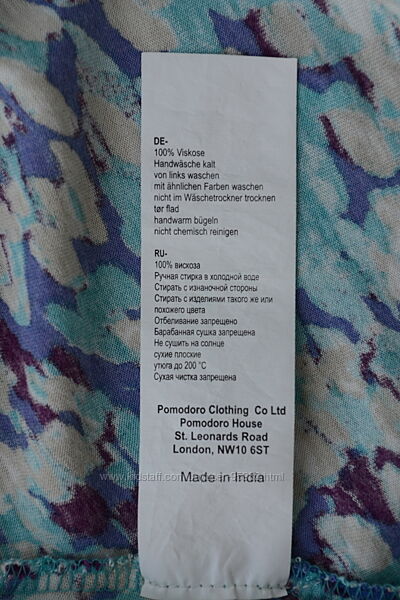 DE-
100% Viskose
Handwäsche kalt
von links waschen
mit ähnlichen Farben waschen
nicht im Wäschetrockner trocknen
tør flad
handwarm bügeln
nicht chemisch reinigen
RU-
100% вискоза
Ручная стирка в холодной воде
Стирать с изнаночной стороны
Стирать с изделиями такого же или
похожего цвета
Отбеливание запрещено
Барабанная сушка запрещена
Не сушить на солнце
сухие плоские
утюга до 200 °C
Сухая чистка запрещена
Pomodoro Clothing Co Ltd
Pomodoro House
St. Leonards Road
London, NW10 6ST
Made in India